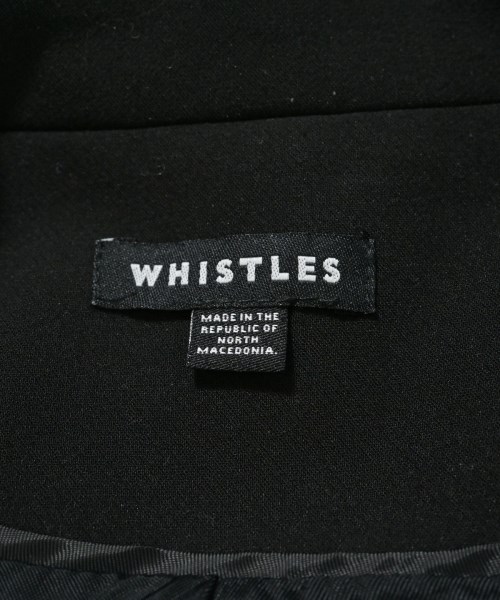 WHISTLES
MADE IN THE
REPUBLIC OF
NORTH
MACEDONIA.